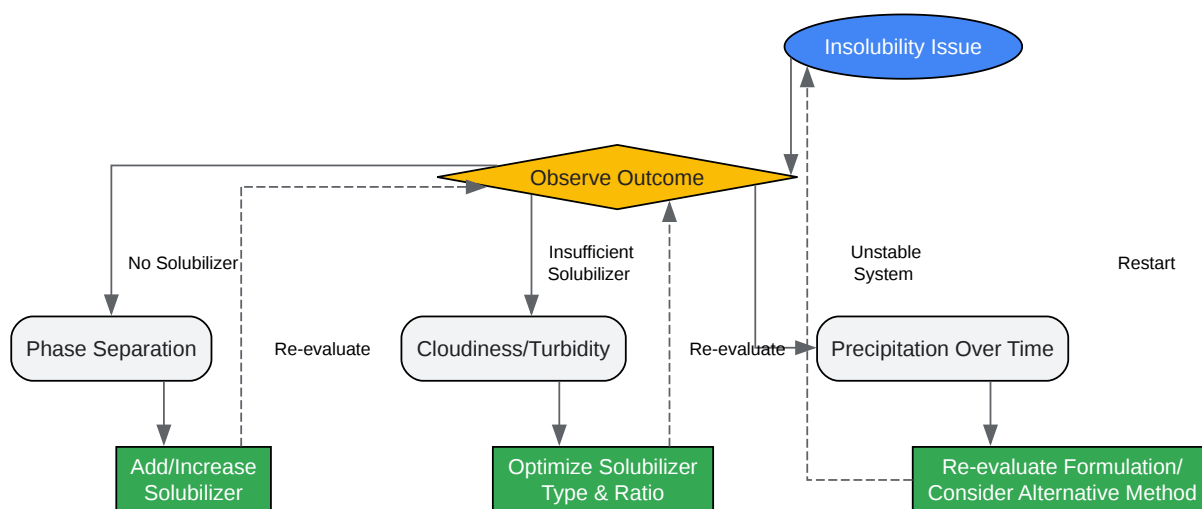 Insolubility Issue
Observe Outcome
No Solubilizer
Insufficient
Solubilizer
Unstable
System
Restart
Phase Separation
Re-evaluate
Cloudiness/Turbidity
Re-evaluate
Precipitation Over Time
Add/Increase
Solubilizer
Optimize Solubilizer
Type & Ratio
Re-evaluate Formulation/
Consider Alternative Method